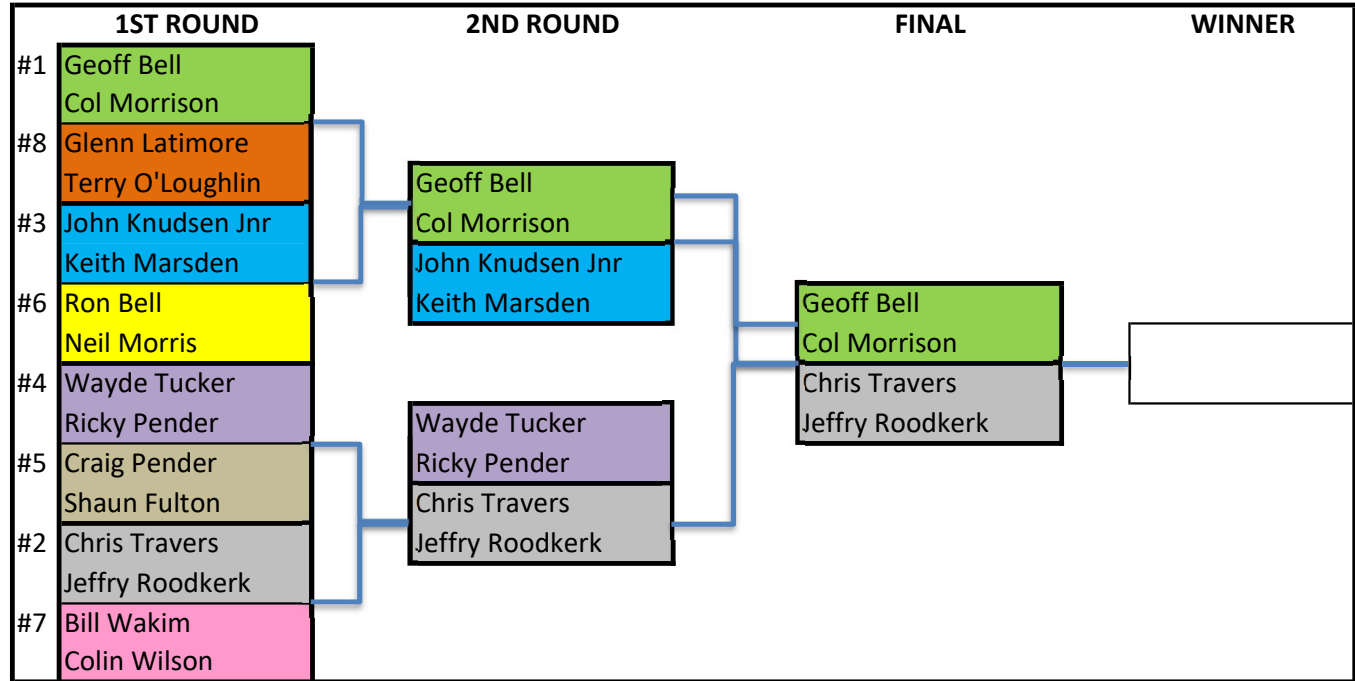 1ST ROUND 2ND ROUND FINAL WINNER
#1 Geoff Bell
Col Morrison
#8 Glenn Latimore
Terry O'Loughlin
#3 John Knudsen Jnr
Keith Marsden
#6 Ron Bell
Neil Morris
#4 Wayde Tucker
Ricky Pender
#5 Craig Pender
Shaun Fulton
#2 Chris Travers
Jeffry Roodkerk
#7 Bill Wakim
Colin Wilson
Geoff Bell
Col Morrison
John Knudsen Jnr
Keith Marsden
Wayde Tucker
Ricky Pender
Chris Travers
Jeffry Roodkerk
Geoff Bell
Col Morrison
Chris Travers
Jeffry Roodkerk